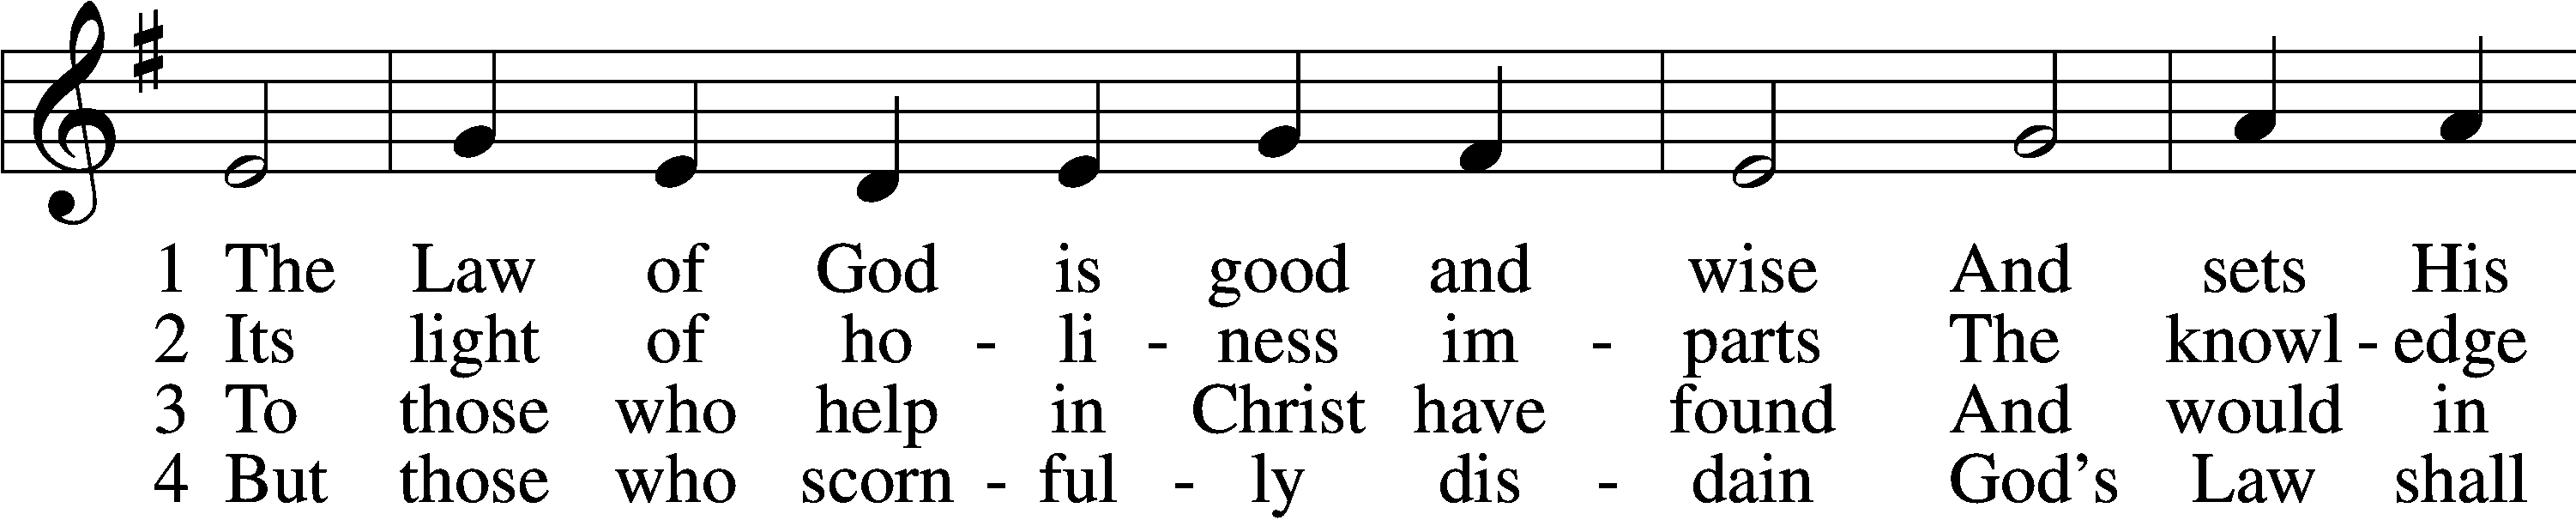 1 The Law of God is good and wise And sets His
2 Its light of ho - li - ness im - parts The knowl - edge
3 To those who help in Christ have found And would in
4 But those who scorn - ful - ly dis - dain God's Law shall